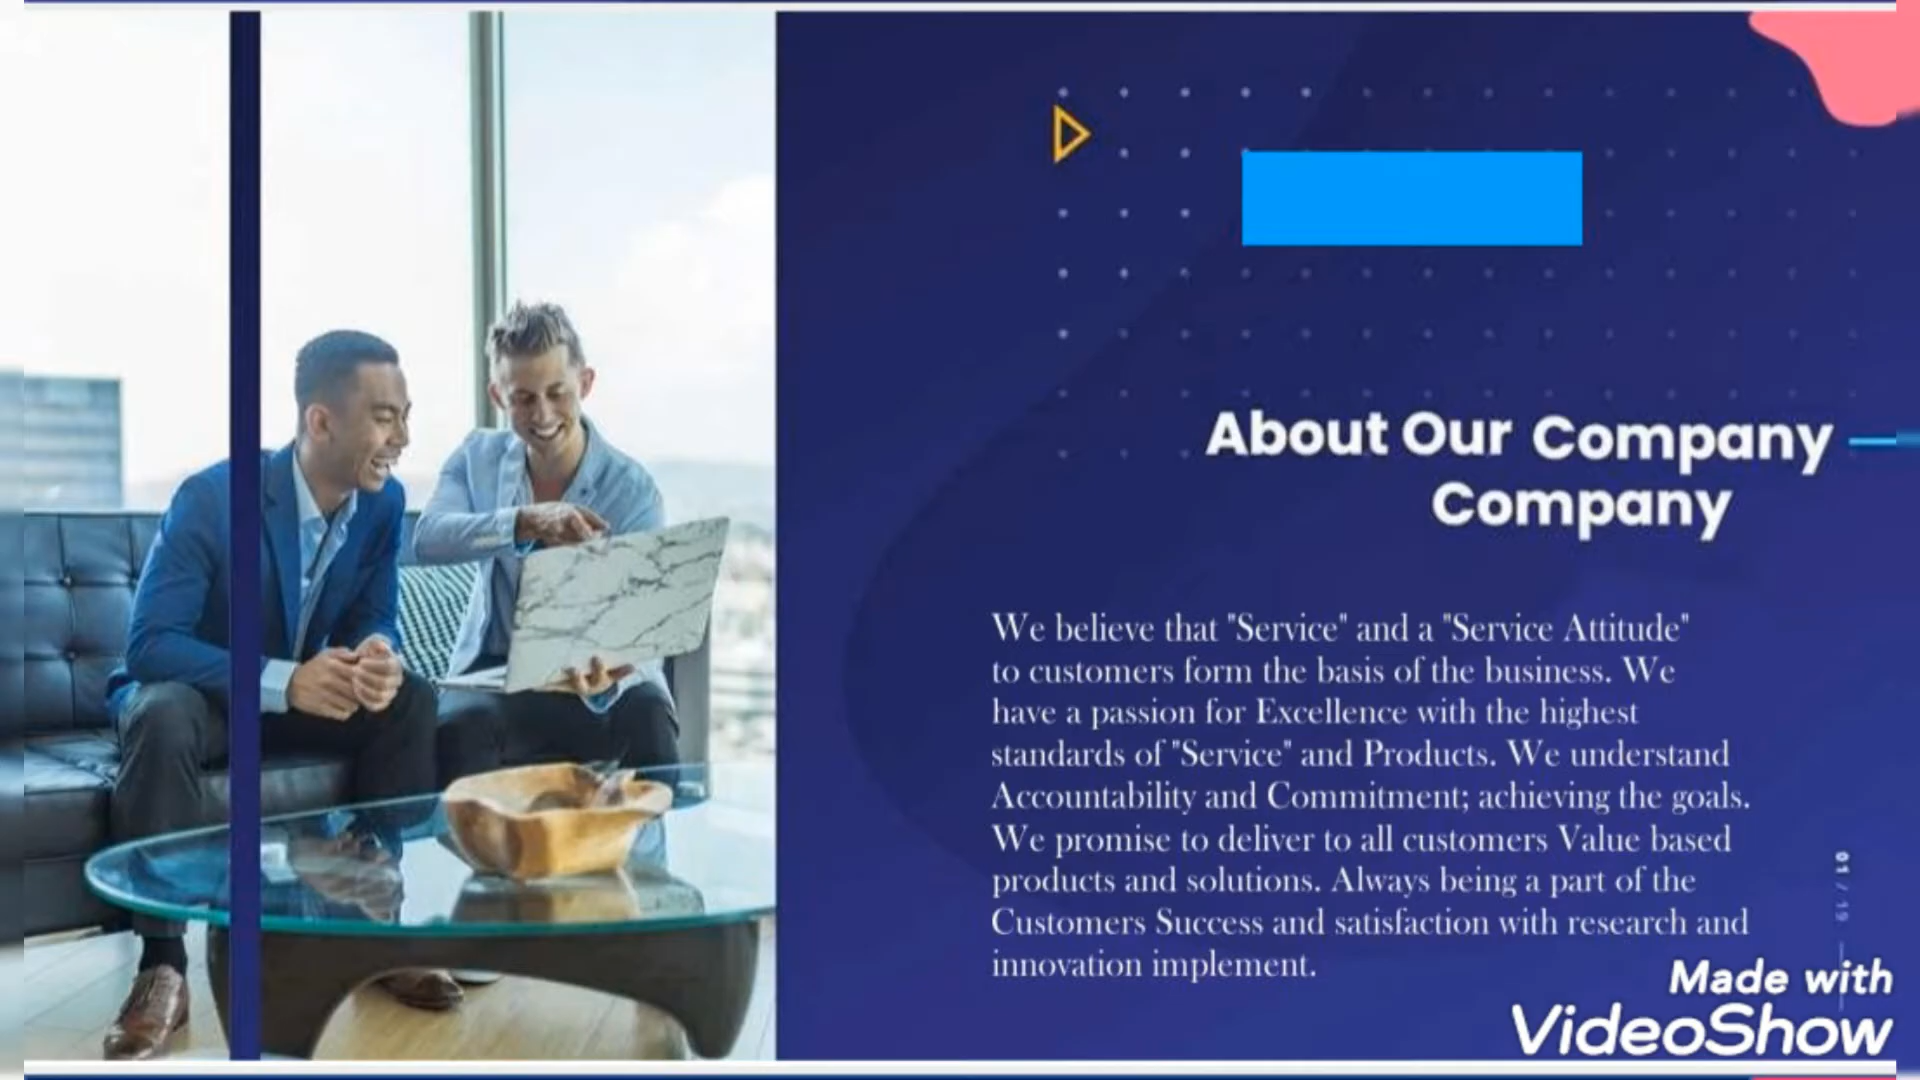 About Our Company
Company
We believe that "Service" and a "Service Attitude"
to customers form the basis of the business. We
have a passion for Excellence with the highest
standards of "Service" and Products. We understand
Accountability and Commitment; achieving the goals.
We promise to deliver to all customers Value based
products and solutions. Always being a part of the
Customers Success and satisfaction with research and
innovation implement.
01 / 19
Made with
VideoShow